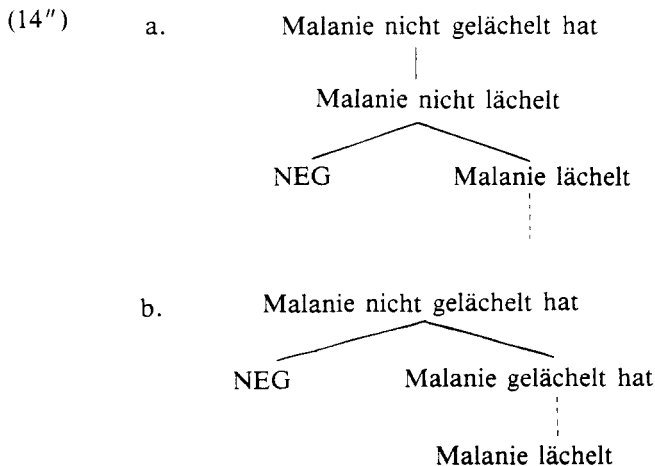 (14″) a. Malanie nicht gelächelt hat
Malanie nicht lächelt
NEG Malanie lächelt
b. Malanie nicht gelächelt hat
NEG Malanie gelächelt hat
Malanie lächelt